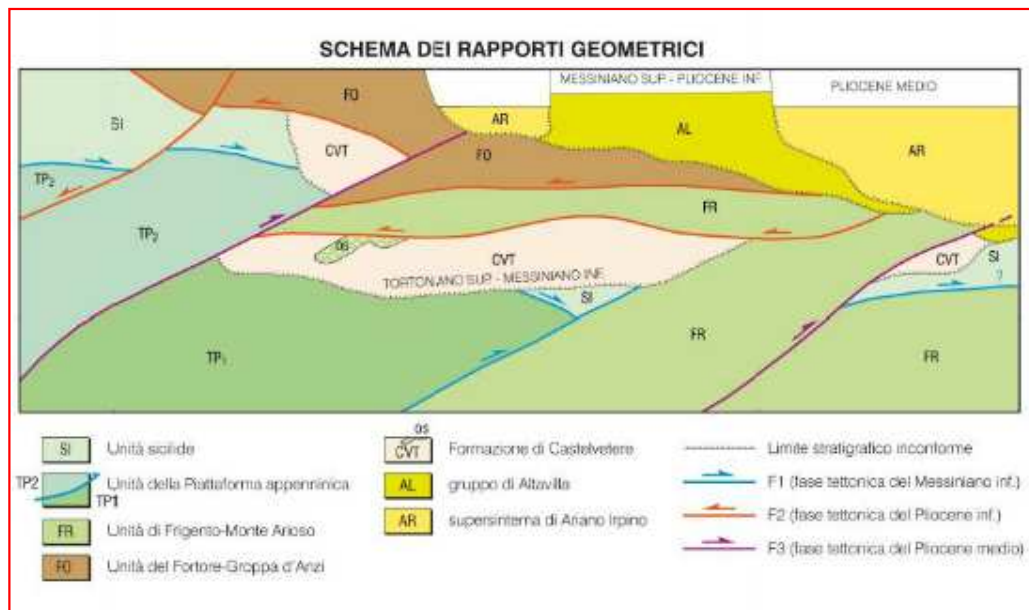 SCHEMA DEI RAPPORTI GEOMETRICI
MESSINIANO SUP. - PLIOCENE INF.
PLIOCENE MEDIO
SI
FO
AR
AL
AR
CVT
FO
TP2
TP2
FR
OS
CVT
CVT
SI
?
TORTONIANO SUP. - MESSINIANO INF.
SI
TP1
FR
FR
SI Unità sicilide
TP2 TP1 Unità della Piattaforma appenninica
FR Unità di Frigento-Monte Arioso
FO Unità del Fortore-Groppa d'Anzi
OS
CVT Formazione di Castelvetere
AL gruppo di Altavilla
AR supersintema di Ariano Irpino
Limite stratigrafico inconforme
F1 (fase tettonica del Messiniano inf.)
F2 (fase tettonica del Pliocene inf.)
F3 (fase tettonica del Pliocene medio)